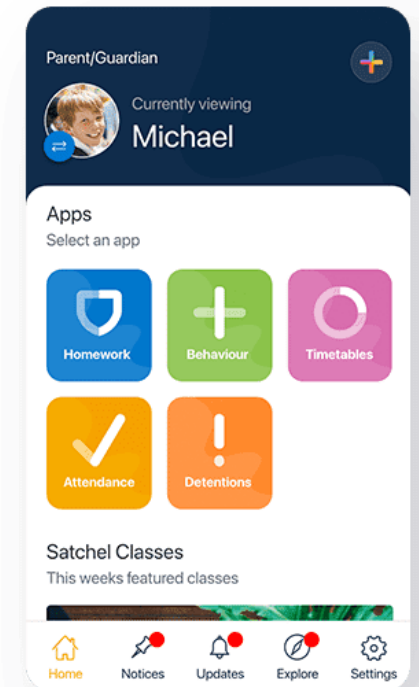 Parent/Guardian
Currently viewing
Michael
Apps
Select an app
Homework
Behaviour
Timetables
Attendance
Detentions
Satchel Classes
This weeks featured classes
Home
Notices
Updates
Explore
Settings